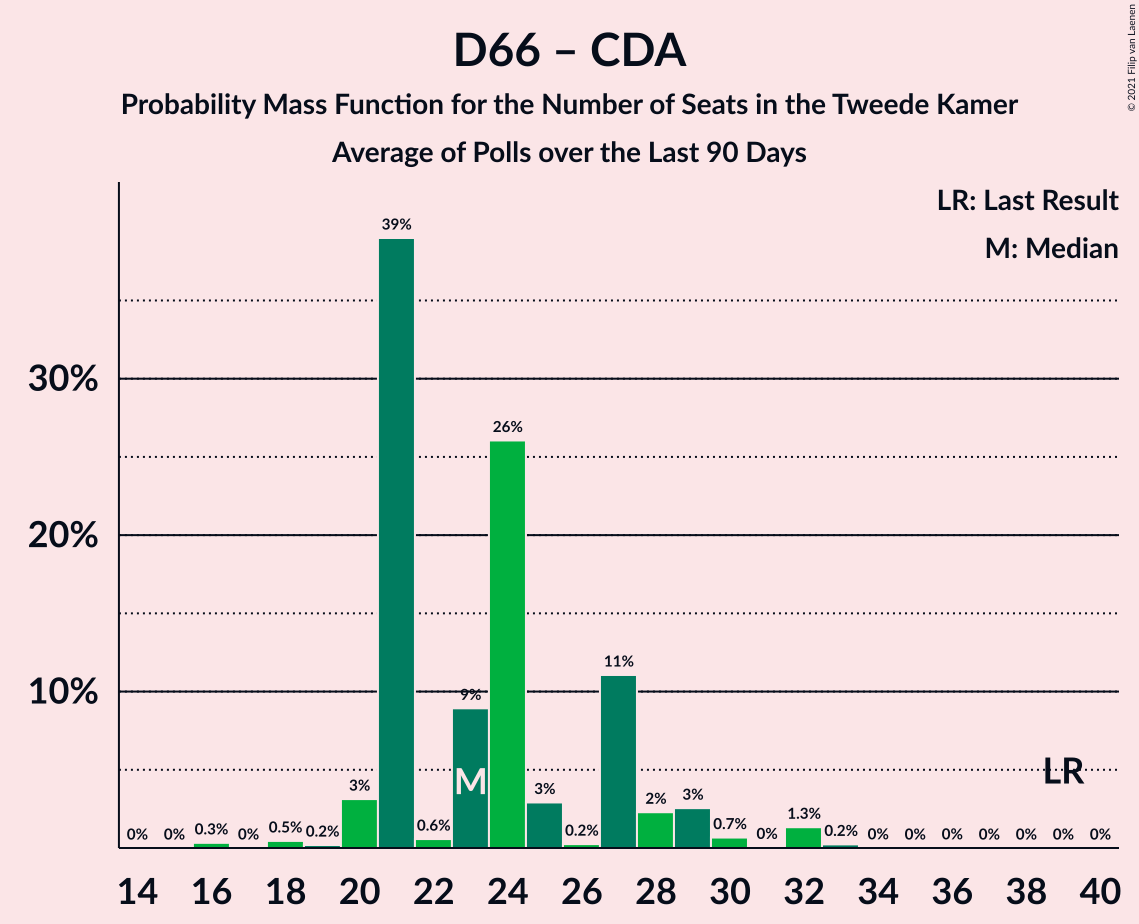 D66 – CDA
Probability Mass Function for the Number of Seats in the Tweede Kamer
Average of Polls over the Last 90 Days
© 2021 Filip van Laenen
LR: Last Result
M: Median
39%
30%
26%
20%
11%
10%
9%
M
LR
0% 0% 0.3% 0% 0.5% 0.2% 3% 0.6% 3% 0.2% 2% 3% 0.7% 0% 1.3% 0.2% 0% 0% 0% 0% 0% 0% 0%
14 16 18 20 22 24 26 28 30 32 34 36 38 40